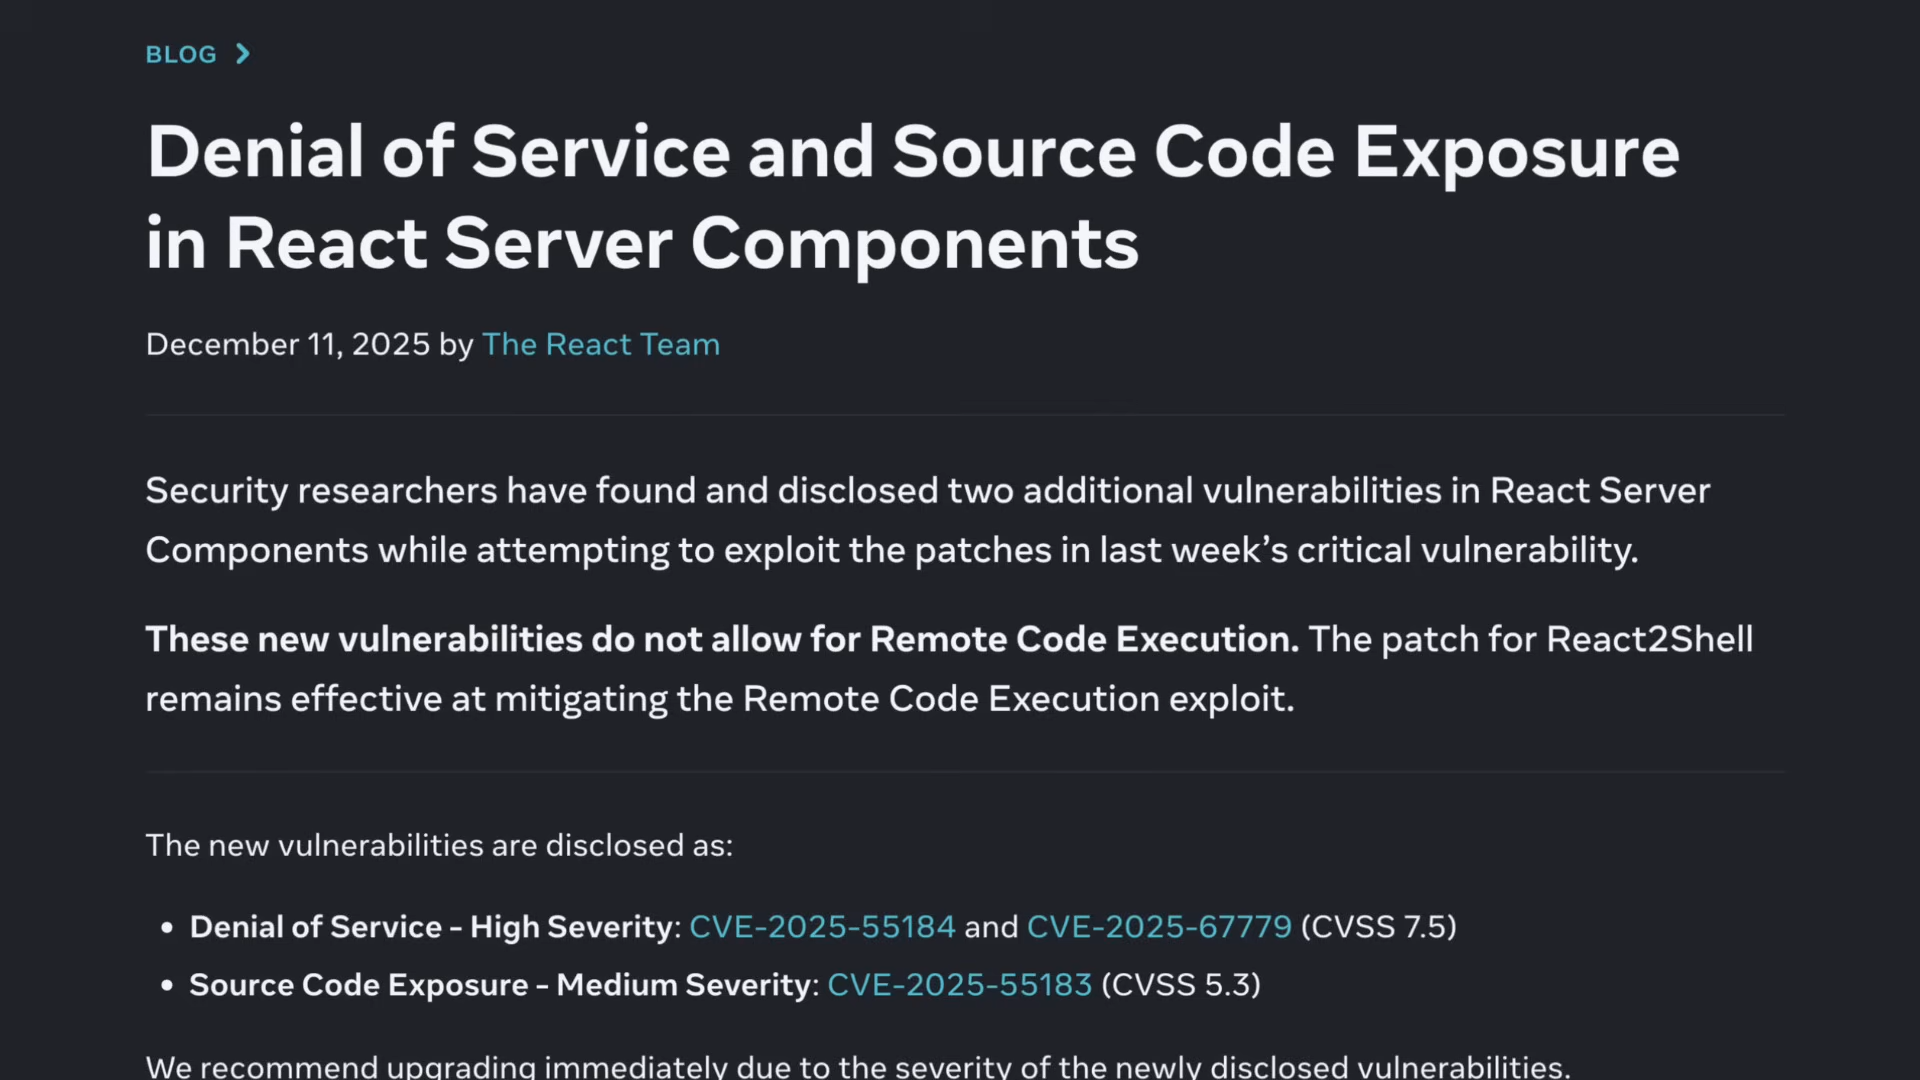 BLOG
Denial of Service and Source Code Exposure
in React Server Components
December 11, 2025 by The React Team
Security researchers have found and disclosed two additional vulnerabilities in React Server
Components while attempting to exploit the patches in last week’s critical vulnerability.
These new vulnerabilities do not allow for Remote Code Execution. The patch for React2Shell
remains effective at mitigating the Remote Code Execution exploit.
The new vulnerabilities are disclosed as:
• Denial of Service - High Severity: CVE-2025-55184 and CVE-2025-67779 (CVSS 7.5)
• Source Code Exposure - Medium Severity: CVE-2025-55183 (CVSS 5.3)
We recommend upgrading immediately due to the severity of the newly disclosed vulnerabilities.